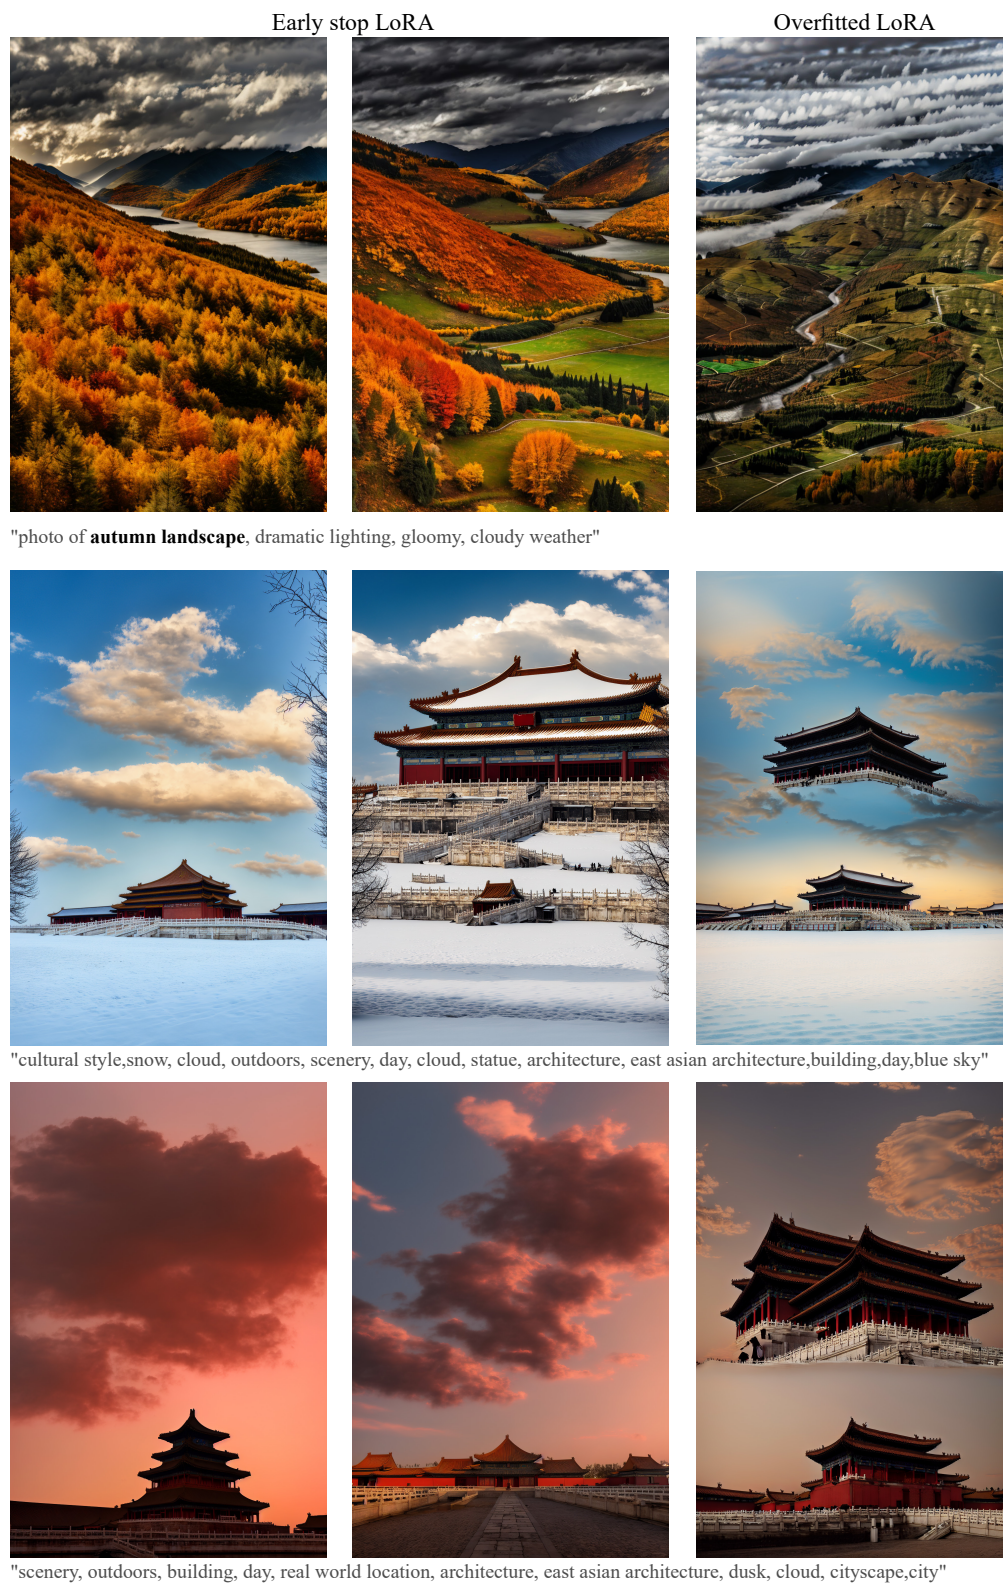 Early stop LoRA
Overfitted LoRA
"photo of autumn landscape, dramatic lighting, gloomy, cloudy weather"
"cultural style,snow, cloud, outdoors, scenery, day, cloud, statue, architecture, east asian architecture,building,day,blue sky"
"scenery, outdoors, building, day, real world location, architecture, east asian architecture, dusk, cloud, cityscape,city"